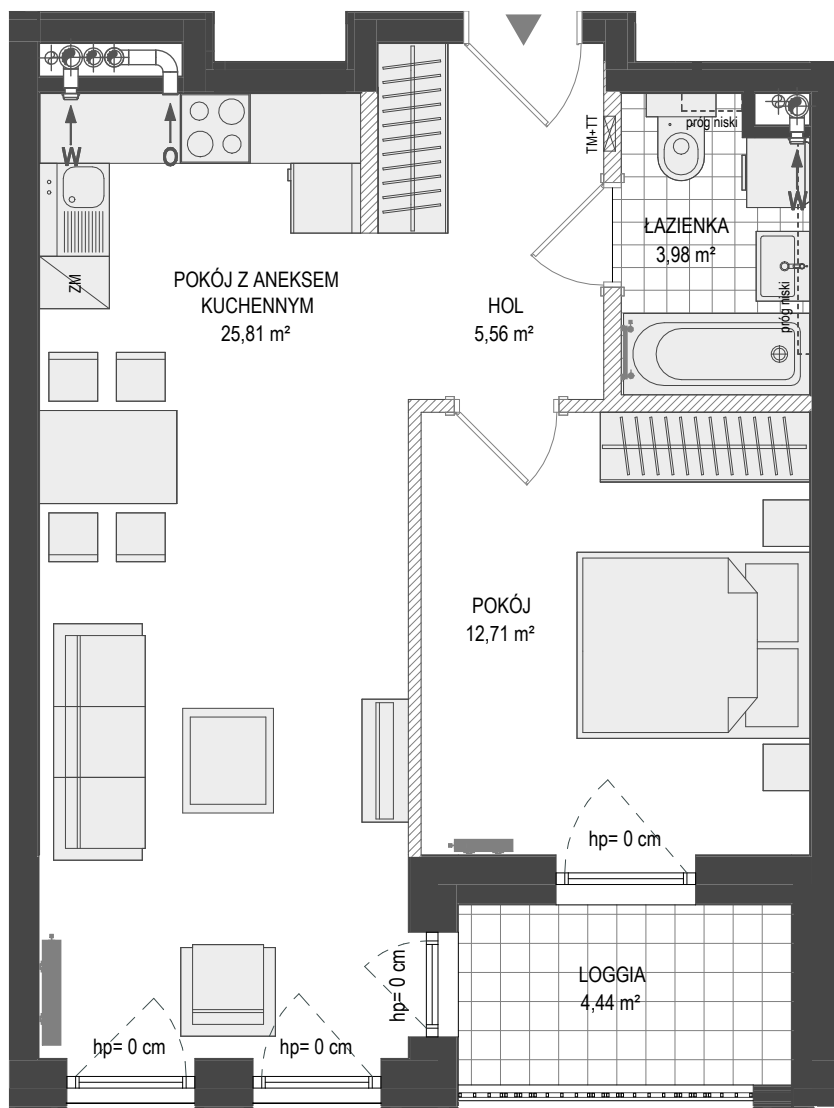 W
O
TM+TT
próg niski
W
ŁAZIENKA
3,98 m²
ZM
POKÓJ Z ANEKSEM
KUCHENNYM
25,81 m²
HOL
5,56 m²
próg niski
POKÓJ
12,71 m²
hp= 0 cm
hp= 0 cm
LOGGIA
4,44 m²
hp= 0 cm
hp= 0 cm